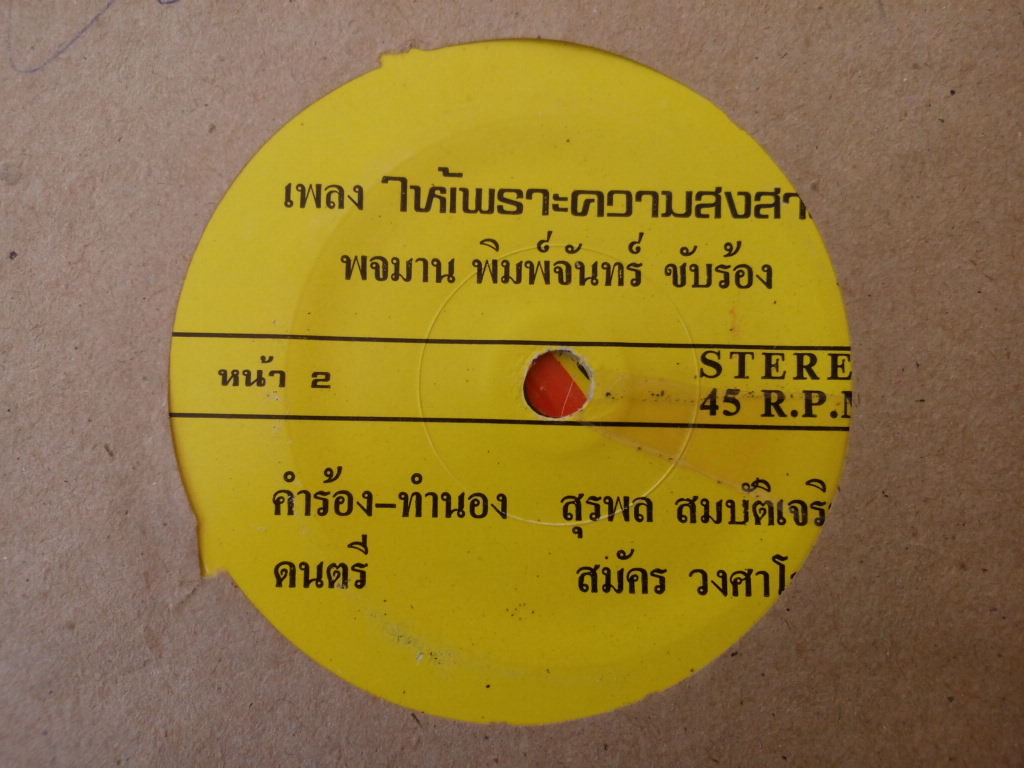 เพลง ให้เพราะความสงสา
พจมาน พิมพ์จันทร์ ขับร้อง
หน้า 2
STERE
45 R.P.M
คำร้อง-ทำนอง สุรพล สมบัติเจริ
ดนตรี สมัคร วงศาโ